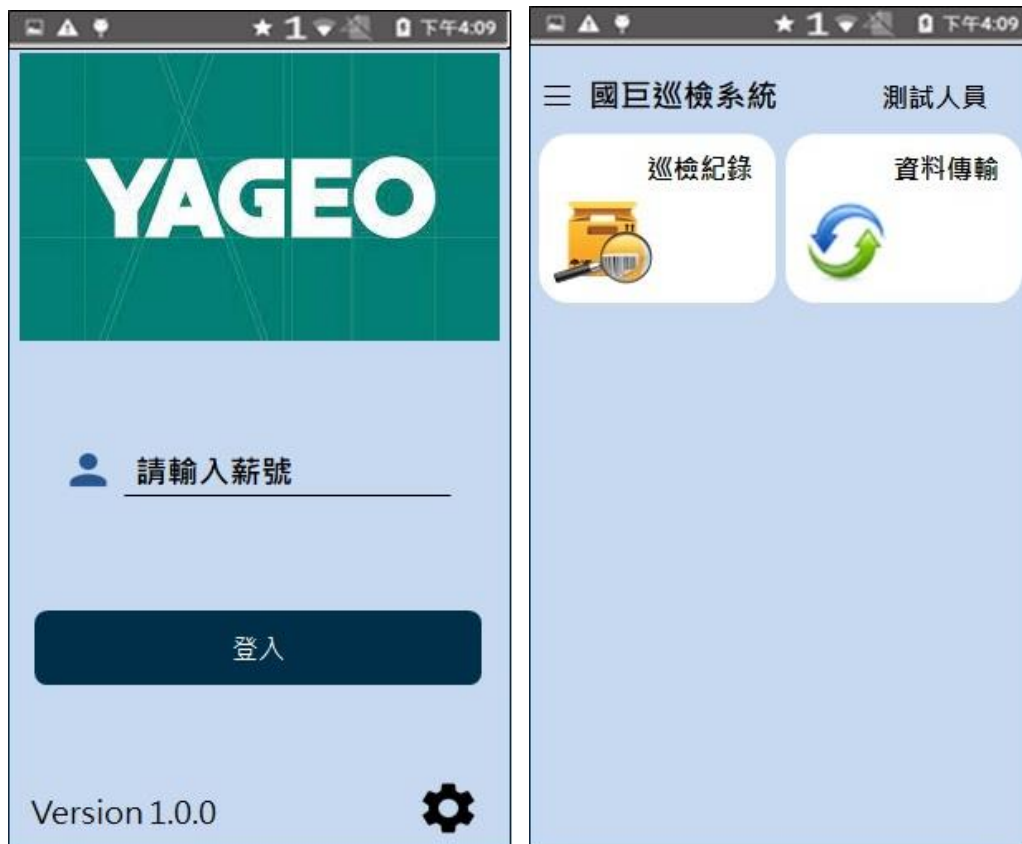 1 下午4:09
YAGEO
請輸入薪號
登入
Version 1.0.0
1 下午4:09
國巨巡檢系統 測試人員
巡檢紀錄 資料傳輸